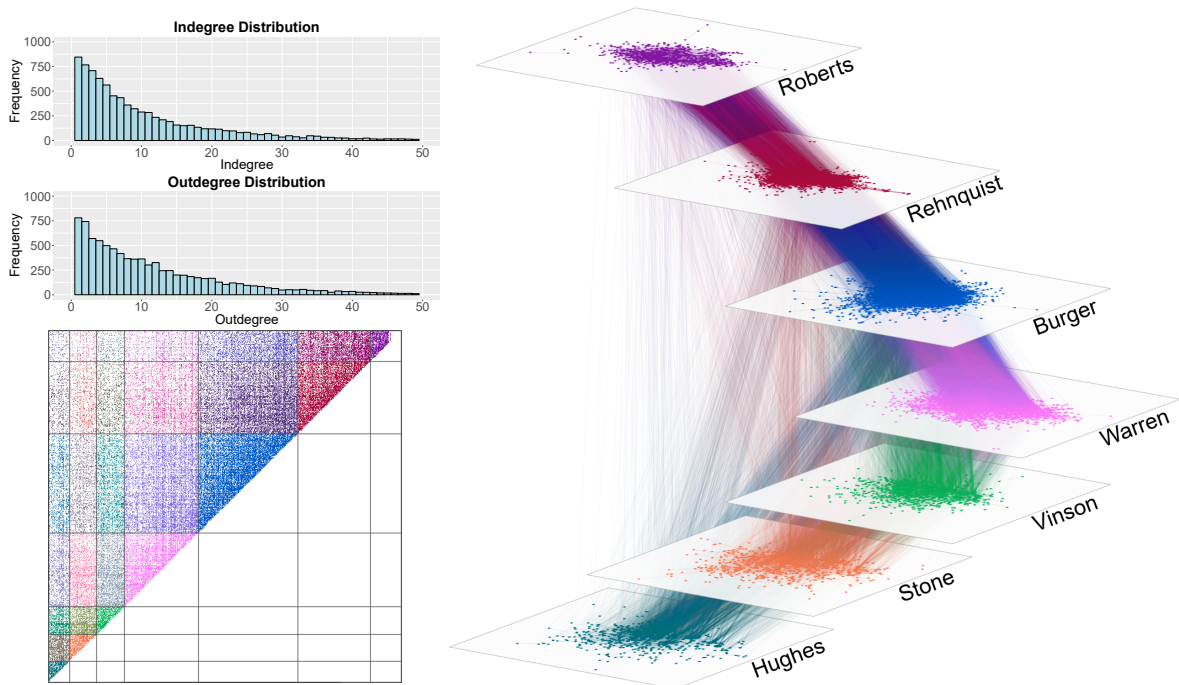 Indegree Distribution
Frequency
1000
750
500
250
0
0 10 20 30 40 50
Indegree
Outdegree Distribution
Frequency
1000
750
500
250
0
0 10 20 30 40 50
Outdegree
Roberts
Rehnquist
Burger
Warren
Vinson
Stone
Hughes